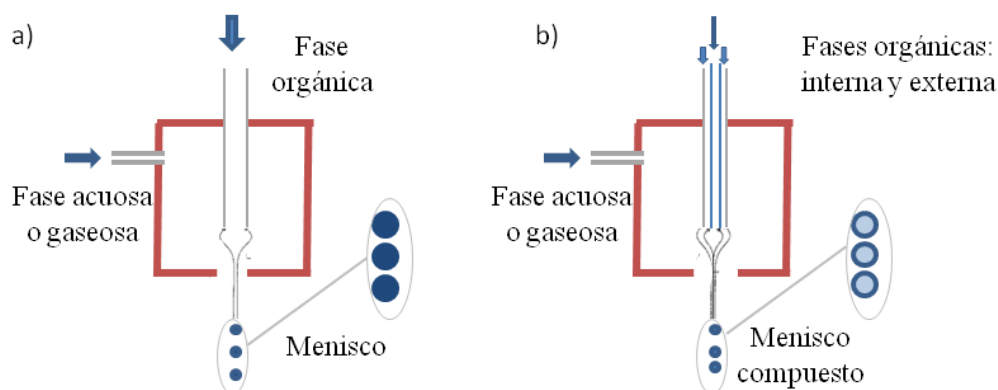 a)
Fase
orgánica
Fase acuosa
o gaseosa
Menisco
b)
Fases orgánicas:
interna y externa
Fase acuosa
o gaseosa
Menisco
compuesto